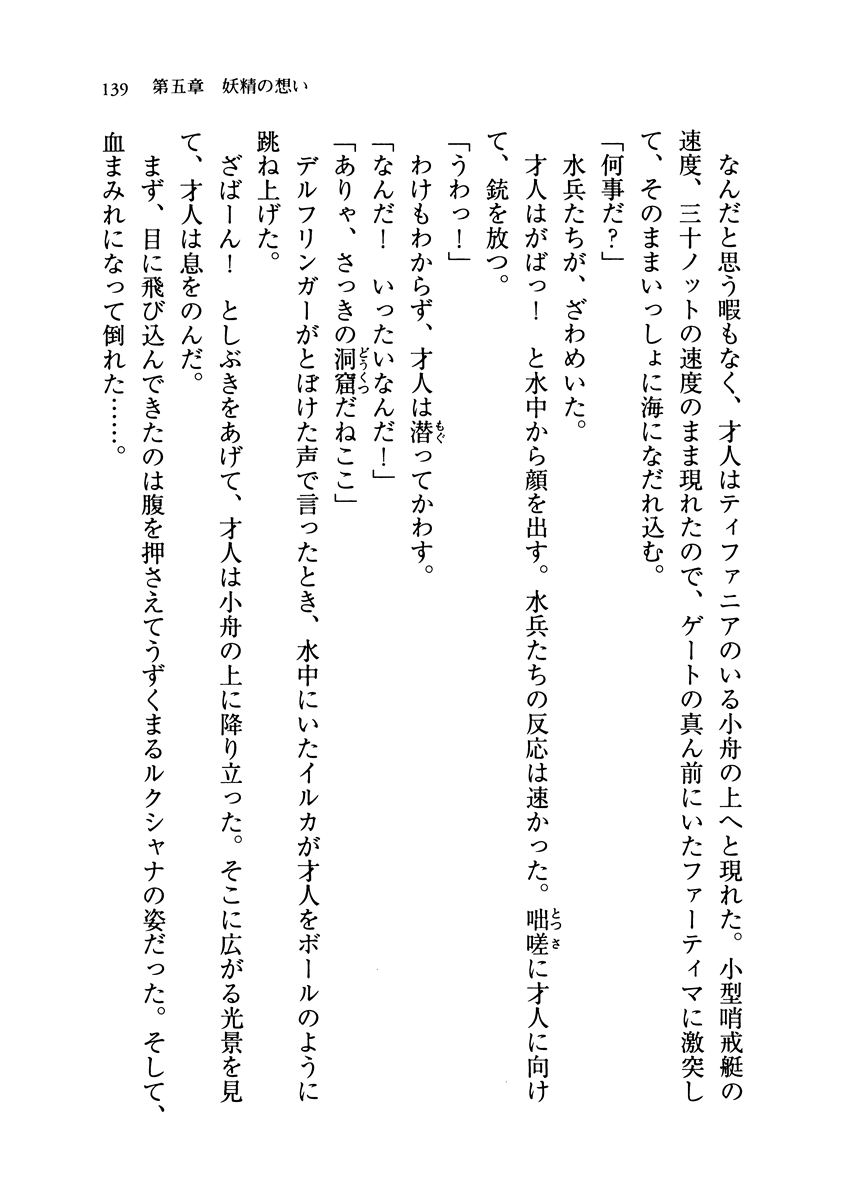 139　第五章　妖精の想い
　なんだと思う暇もなく、才人はティファニアのいる小舟の上へと現れた。小型哨戒艇の
速度、三十ノットの速度のまま現れたので、ゲートの真ん前にいたファーティマに激突し
て、そのままいっしょに海になだれ込む。
「何事だ？」
　水兵たちが、ざわめいた。
　才人はがばっ！　と水中から顔を出す。水兵たちの反応は速かった。咄嗟に才人に向け
て、銃を放つ。
「うわっ！」
　わけもわからず、才人は潜ってかわす。
「なんだ！　いったいなんだ！」
「ありゃ、さっきの洞窟だねここ」
　デルフリンガーがとぼけた声で言ったとき、水中にいたイルカが才人をボールのように
跳ね上げた。
　ざばーん！　としぶきをあげて、才人は小舟の上に降り立った。そこに広がる光景を見
て、才人は息をのんだ。
　まず、目に飛び込んできたのは腹を押さえてうずくまるルクシャナの姿だった。そして、
血まみれになって倒れた……。